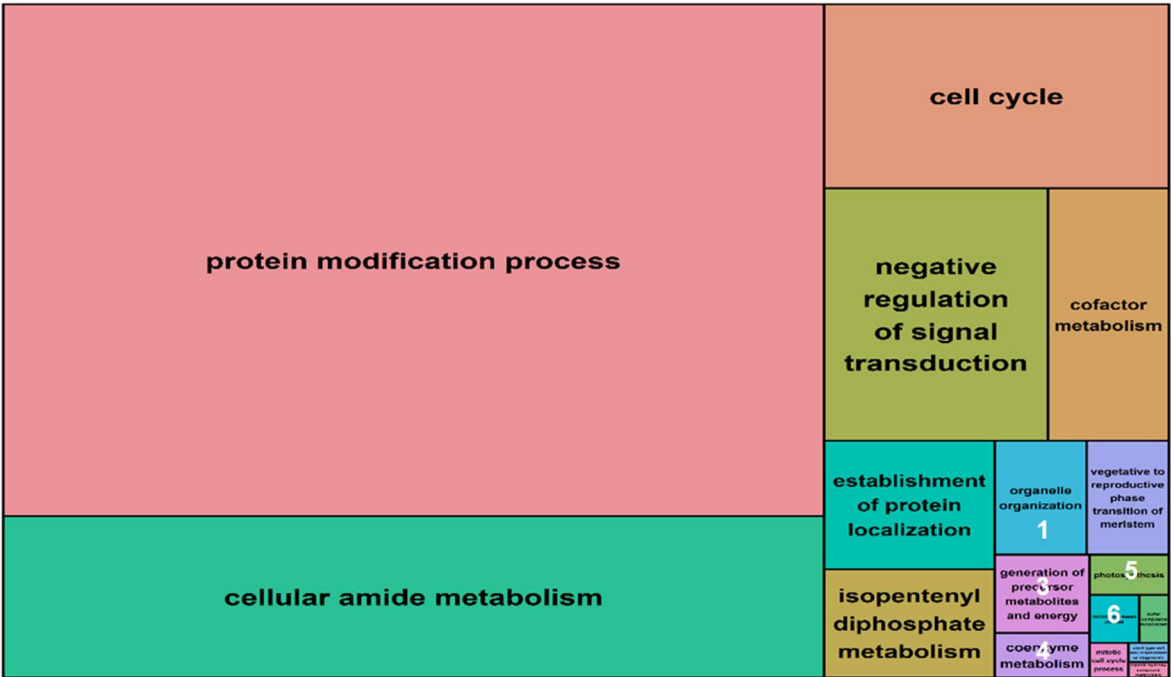 protein modification process
cellular amide metabolism
cell cycle
negative
regulation
of signal
transduction
cofactor
metabolism
establishment
of protein
localization
isopentenyl
diphosphate
metabolism
organelle
organization
1
vegetative to
reproductive
phase
transition of
meristem
generation of
precursor
metabolites
and energy
3
coenzyme
metabolism
4
photosynthesis
5
6
mitotic
cell cycle
process